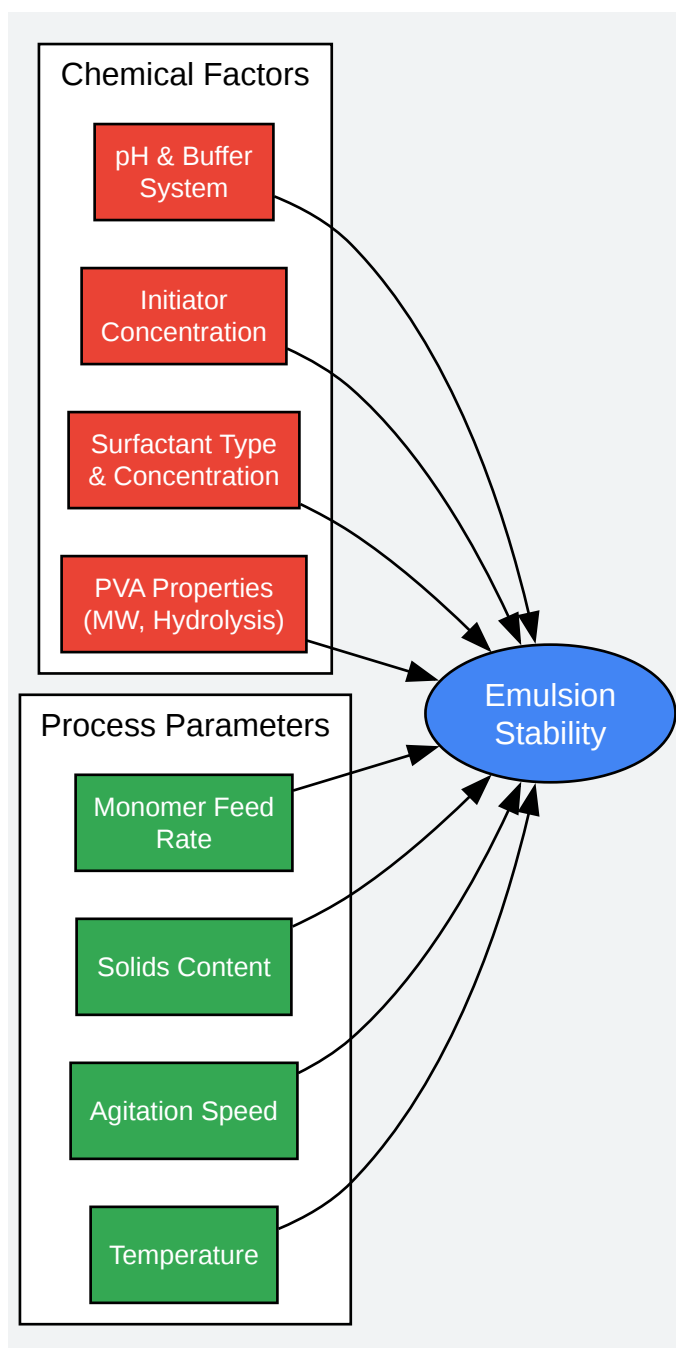 Chemical Factors
pH & Buffer
System
Initiator
Concentration
Surfactant Type
& Concentration
PVA Properties
(MW, Hydrolysis)
Emulsion
Stability
Process Parameters
Monomer Feed
Rate
Solids Content
Agitation Speed
Temperature